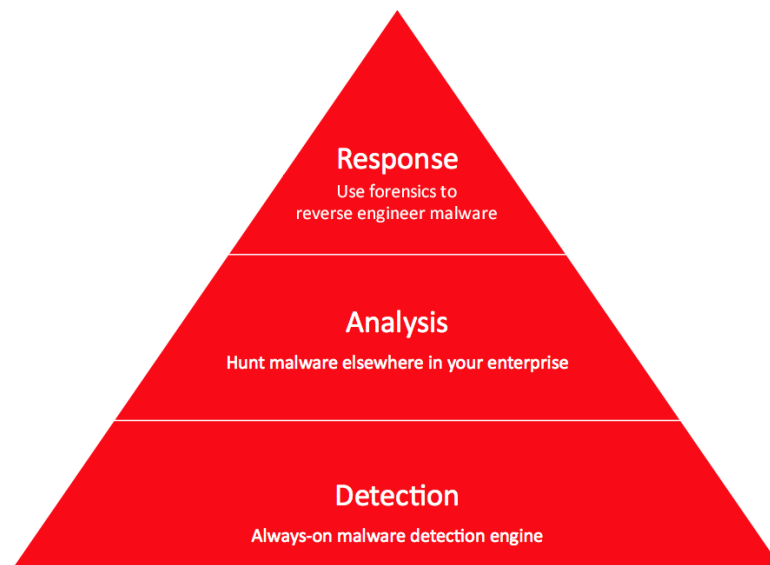 Response
Use forensics to
reverse engineer malware
Analysis
Hunt malware elsewhere in your enterprise
Detection
Always-on malware detection engine